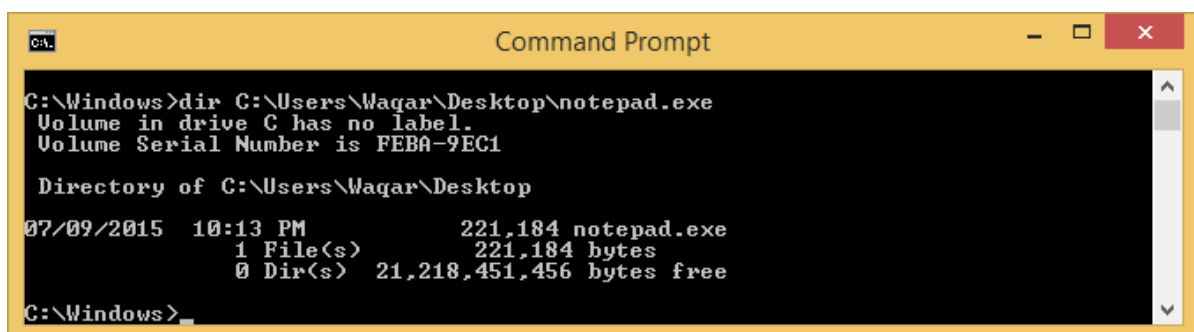 C:\.
Command Prompt
C:\Windows>dir C:\Users\Waqar\Desktop\notepad.exe
 Volume in drive C has no label.
 Volume Serial Number is FEBA-9EC1

 Directory of C:\Users\Waqar\Desktop

07/09/2015  10:13 PM           221,184 notepad.exe
               1 File(s)        221,184 bytes
               0 Dir(s)  21,218,451,456 bytes free

C:\Windows>_